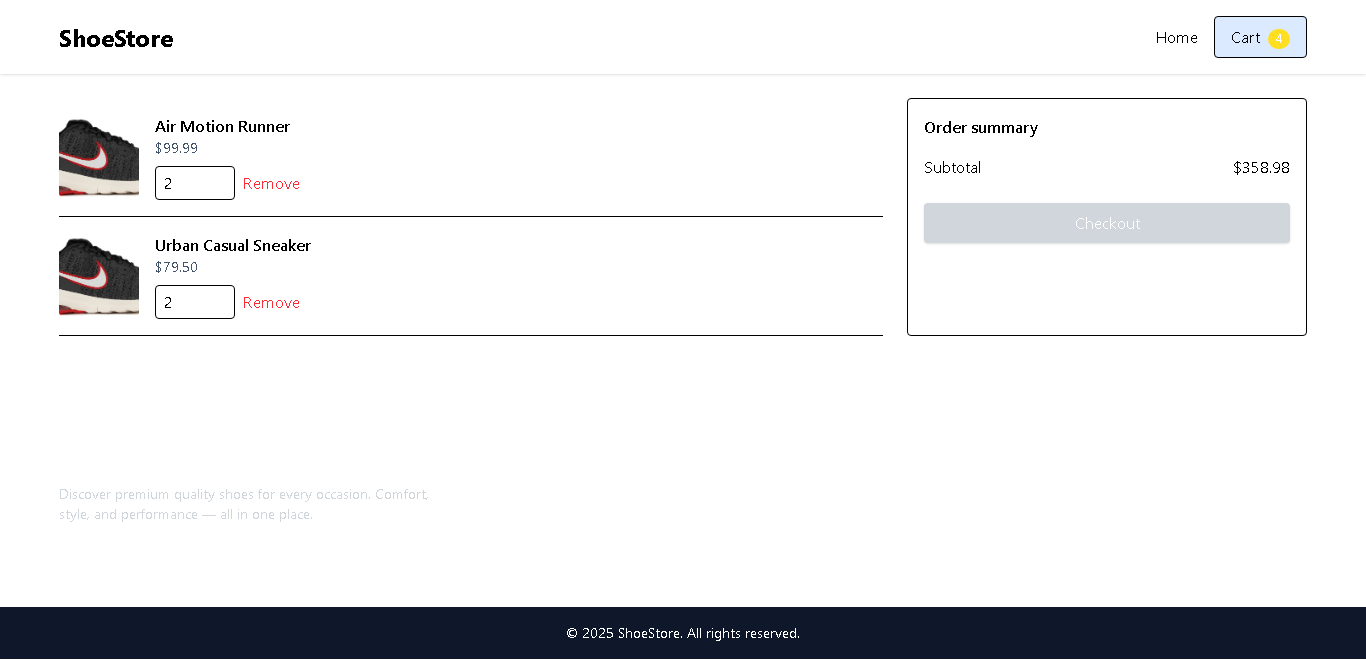 ShoeStore
Home
Cart 4
Air Motion Runner
$99.99
2 Remove
Urban Casual Sneaker
$79.50
2 Remove
Order summary
Subtotal $358.98
Checkout
Discover premium quality shoes for every occasion. Comfort,
style, and performance — all in one place.
© 2025 ShoeStore. All rights reserved.